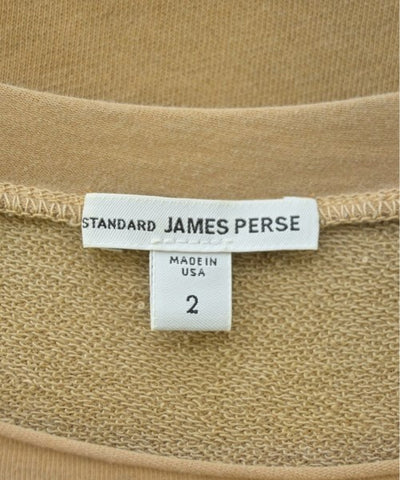 STANDARD JAMES PERSE
MADE IN
USA
2